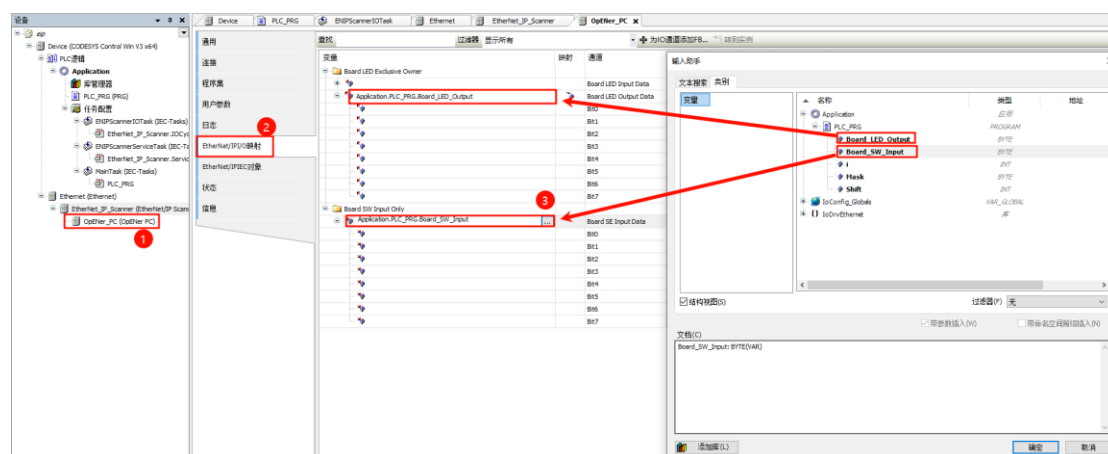 设备
ep
Device (CODESYS Control Win V3 x64)
PLC逻辑
Application
库管理器
PLC_PRG (PRG)
任务配置
ENIPScannerIOTask (IEC-Tasks)
EtherNet_IP_Scanner.IOCyc
ENIPScannerServiceTask (IEC-Ta
EtherNet_IP_Scanner.Servic
MainTask (IEC-Tasks)
PLC_PRG
Ethernet (Ethernet)
EtherNet_IP_Scanner (EtherNet/IP Scan
OpENer_PC (OpENer PC)
1
Device
PLC_PRG
ENIPScannerIOTask
Ethernet
EtherNet_IP_Scanner
OpENer_PC
通用
连接
程序集
用户参数
日志
2
EtherNet/IPI/O映射
EtherNet/IPIEC对象
状态
信息
查找
过滤器 显示所有
为IO通道添加FB...
转到实例
变量
映射
通道
Board LED Exclusive Owner
Board LED Input Data
Application.PLC_PRG.Board_LED_Output
Board LED Output Data
Bit0
Bit1
Bit2
Bit3
Bit4
Bit5
Bit6
Bit7
3
Board SW Input Only
Application.PLC_PRG.Board_SW_Input
...
Board SE Input Data
Bit0
Bit1
Bit2
Bit3
Bit4
Bit5
Bit6
Bit7
输入助手
文本搜索 类别
变量
名称
类型
地址
Application
应用
PLC_PRG
PROGRAM
Board_LED_Output
BYTE
Board_SW_Input
BYTE
i
INT
Mask
BYTE
Shift
INT
IoConfig_Globals
VAR_GLOBAL
IoDrvEthernet
库
结构视图(S)
过滤器(F) 无
带参数插入(W)
带命名空间前缀插入(N)
文档(C)
Board_SW_Input: BYTE(VAR)
添加库(L)
确定
取消